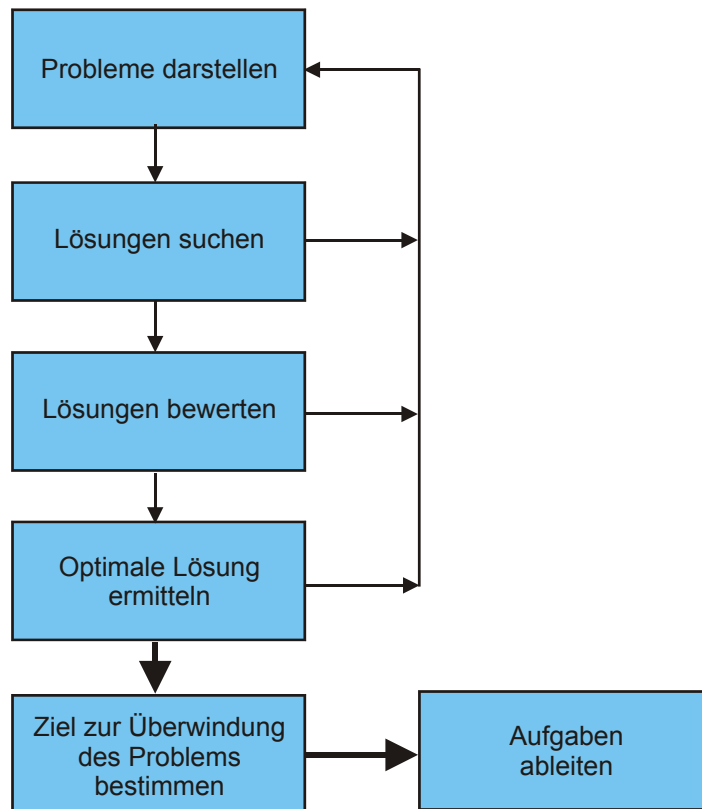 Probleme darstellen
Lösungen suchen
Lösungen bewerten
Optimale Lösung
ermitteln
Ziel zur Überwindung
des Problems
bestimmen
Aufgaben
ableiten